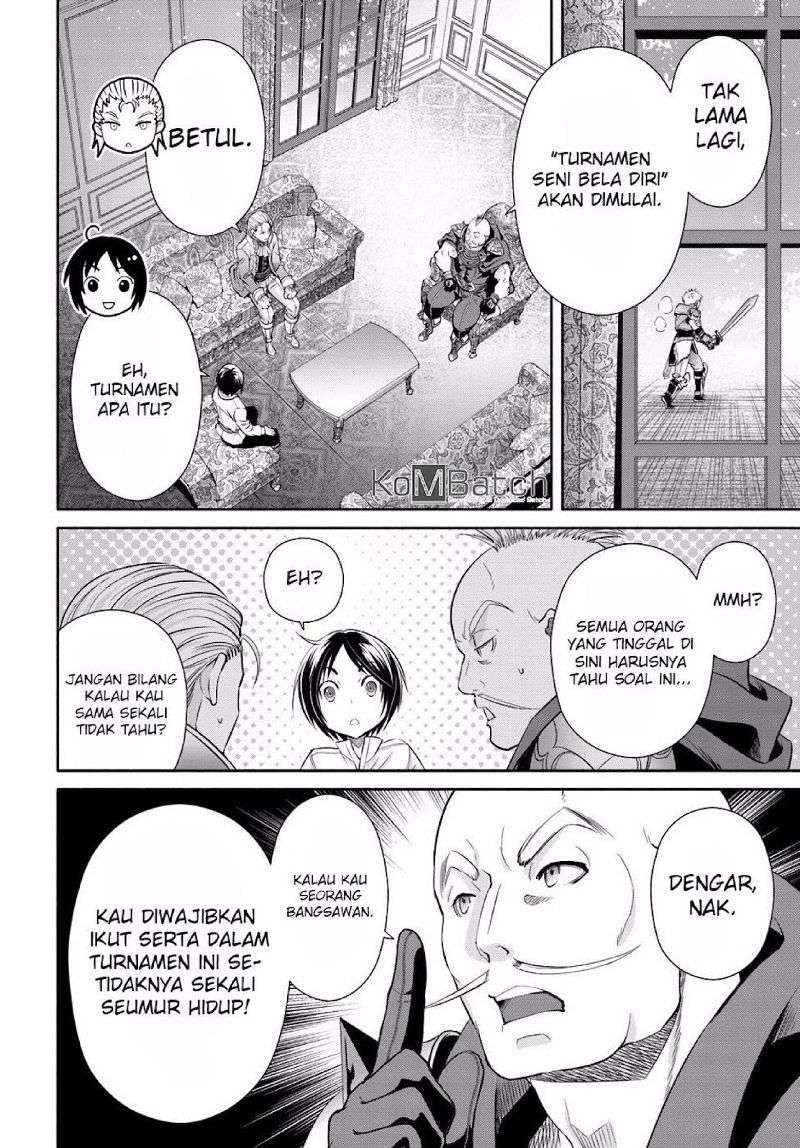 TAK
LAMA
LAGI,
"TURNAMEN
SENI BELA DIRI"
AKAN DIMULAI.
BETUL.
EH,
TURNAMEN
APA ITU?
KoMBatch
MMH?
SEMUA ORANG
YANG TINGGAL DI
SINI HARUSNYA
TAHU SOAL INI...
EH?
JANGAN BILANG
KALAU KAU
SAMA SEKALI
TIDAK TAHU?
DENGAR,
NAK.
KALAU KAU
SEORANG
BANGSAWAN.
KAU DIWAJIBKAN
IKUT SERTA DALAM
TURNAMEN INI SE-
TIDAKNYA SEKALI
SEUMUR HIDUP!